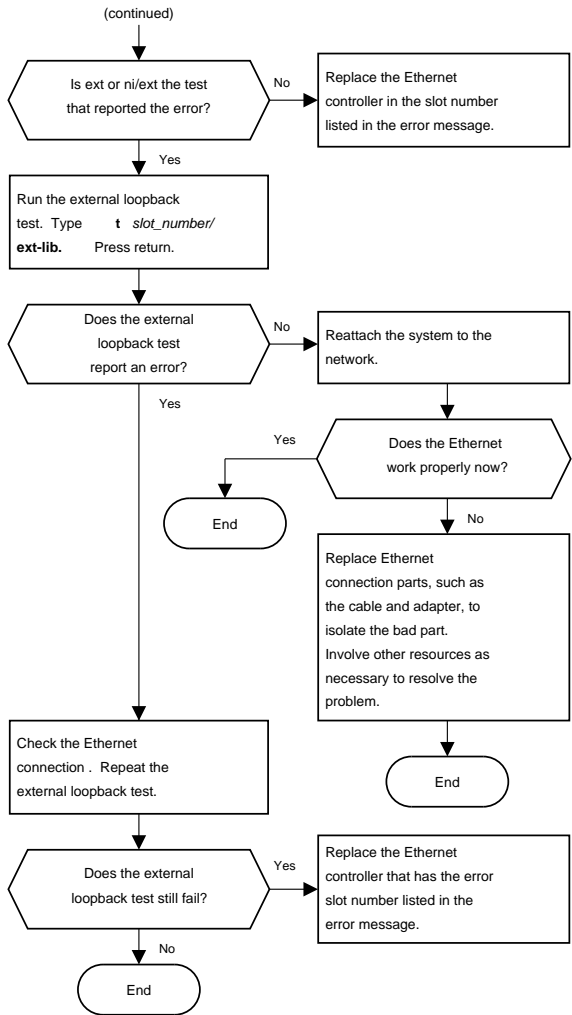 (continued)
Is ext or ni/ext the test
that reported the error?
No
Replace the Ethernet
controller in the slot number
listed in the error message.
Yes
Run the external loopback
test. Type t slot_number/
ext-lib. Press return.
Does the external
loopback test
report an error?
No
Reattach the system to the
network.
Yes
Yes
Does the Ethernet
work properly now?
End
No
Replace Ethernet
connection parts, such as
the cable and adapter, to
isolate the bad part.
Involve other resources as
necessary to resolve the
problem.
End
Check the Ethernet
connection . Repeat the
external loopback test.
Does the external
loopback test still fail?
Yes
Replace the Ethernet
controller that has the error
slot number listed in the
error message.
No
End